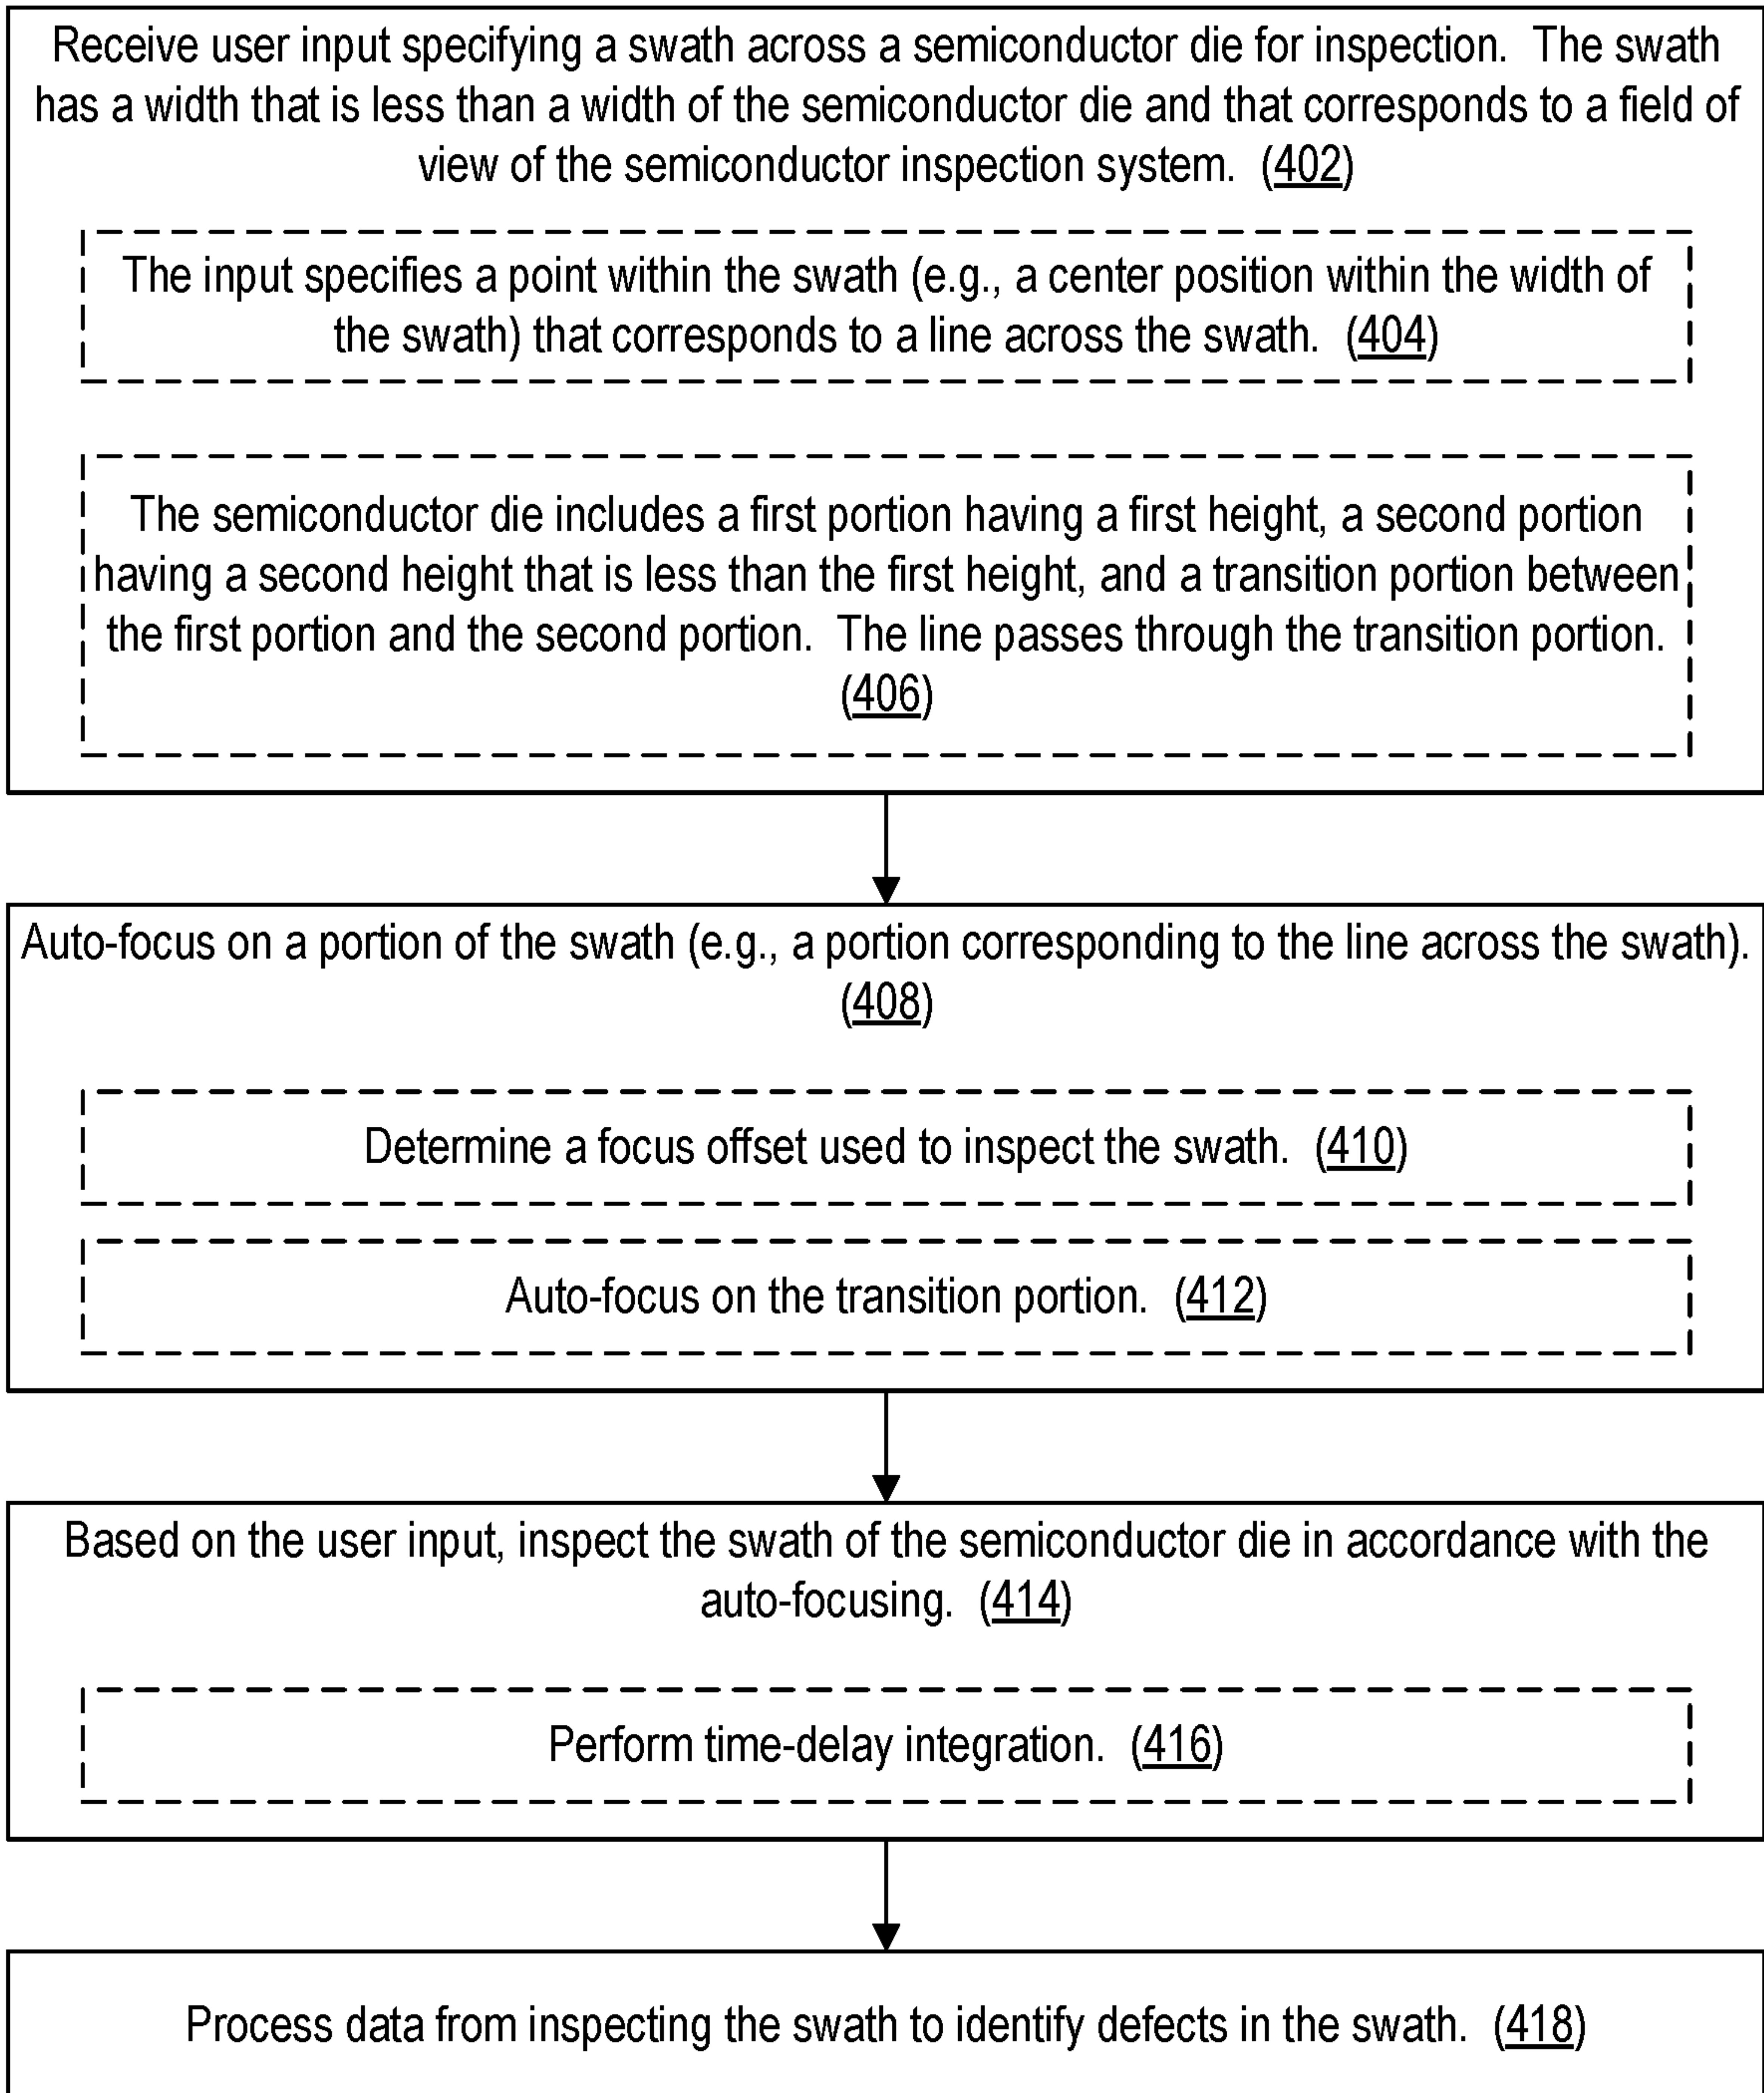 Receive user input specifying a swath across a semiconductor die for inspection. The swath
has a width that is less than a width of the semiconductor die and that corresponds to a field of
view of the semiconductor inspection system. (402)
The input specifies a point within the swath (e.g., a center position within the width of
the swath) that corresponds to a line across the swath. (404)
The semiconductor die includes a first portion having a first height, a second portion
having a second height that is less than the first height, and a transition portion between
the first portion and the second portion. The line passes through the transition portion.
(406)
Auto-focus on a portion of the swath (e.g., a portion corresponding to the line across the swath).
(408)
Determine a focus offset used to inspect the swath. (410)
Auto-focus on the transition portion. (412)
Based on the user input, inspect the swath of the semiconductor die in accordance with the
auto-focusing. (414)
Perform time-delay integration. (416)
Process data from inspecting the swath to identify defects in the swath. (418)